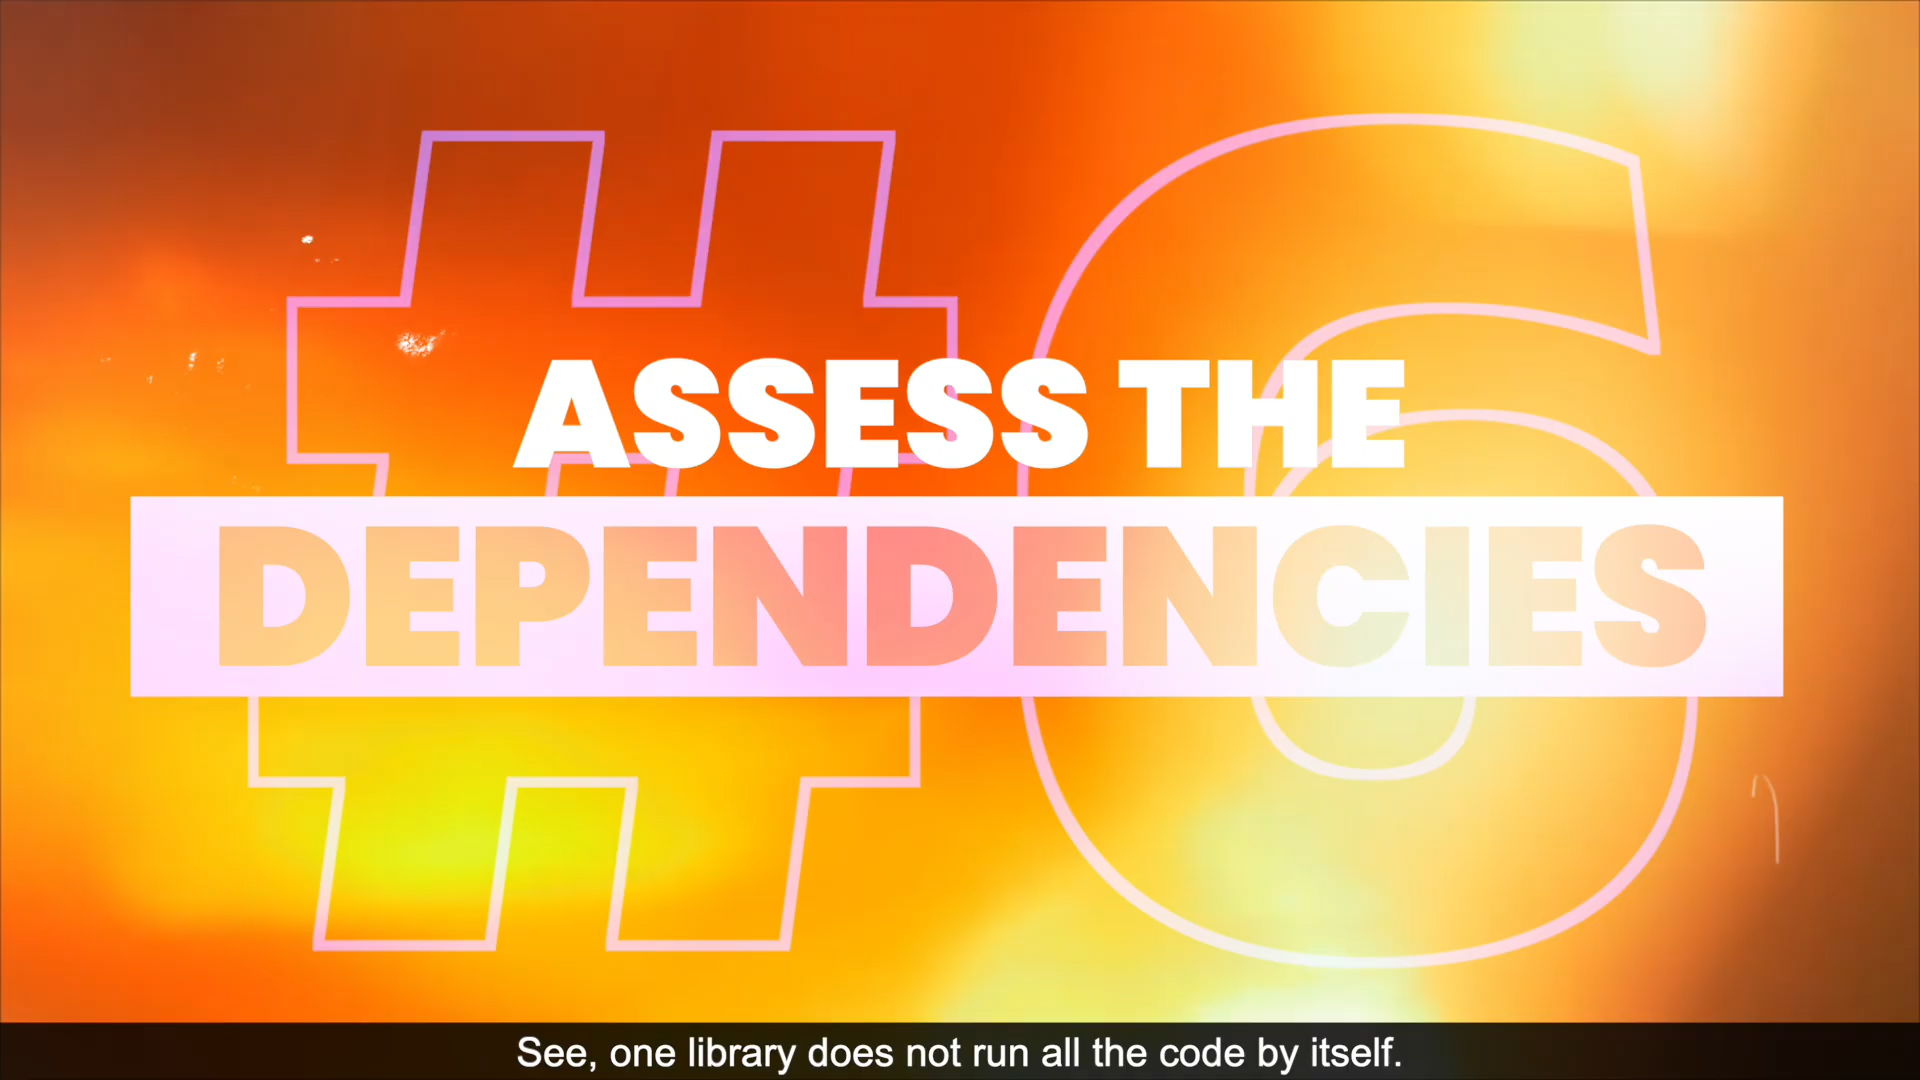 #6
ASSESS THE
DEPENDENCIES
See, one library does not run all the code by itself.